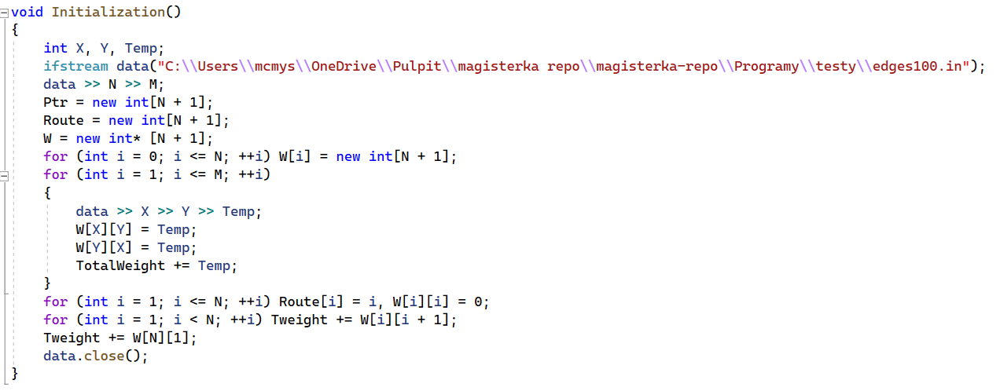 void Initialization()
{
    int X, Y, Temp;
    ifstream data("C:\\Users\\mcmys\\OneDrive\\Pulpit\\magisterka repo\\magisterka-repo\\Programy\\testy\\edges100.in");
    data >> N >> M;
    Ptr = new int[N + 1];
    Route = new int[N + 1];
    W = new int* [N + 1];
    for (int i = 0; i <= N; ++i) W[i] = new int[N + 1];
    for (int i = 1; i <= M; ++i)
    {
        data >> X >> Y >> Temp;
        W[X][Y] = Temp;
        W[Y][X] = Temp;
        TotalWeight += Temp;
    }
    for (int i = 1; i <= N; ++i) Route[i] = i, W[i][i] = 0;
    for (int i = 1; i < N; ++i) Tweight += W[i][i + 1];
    Tweight += W[N][1];
    data.close();
}